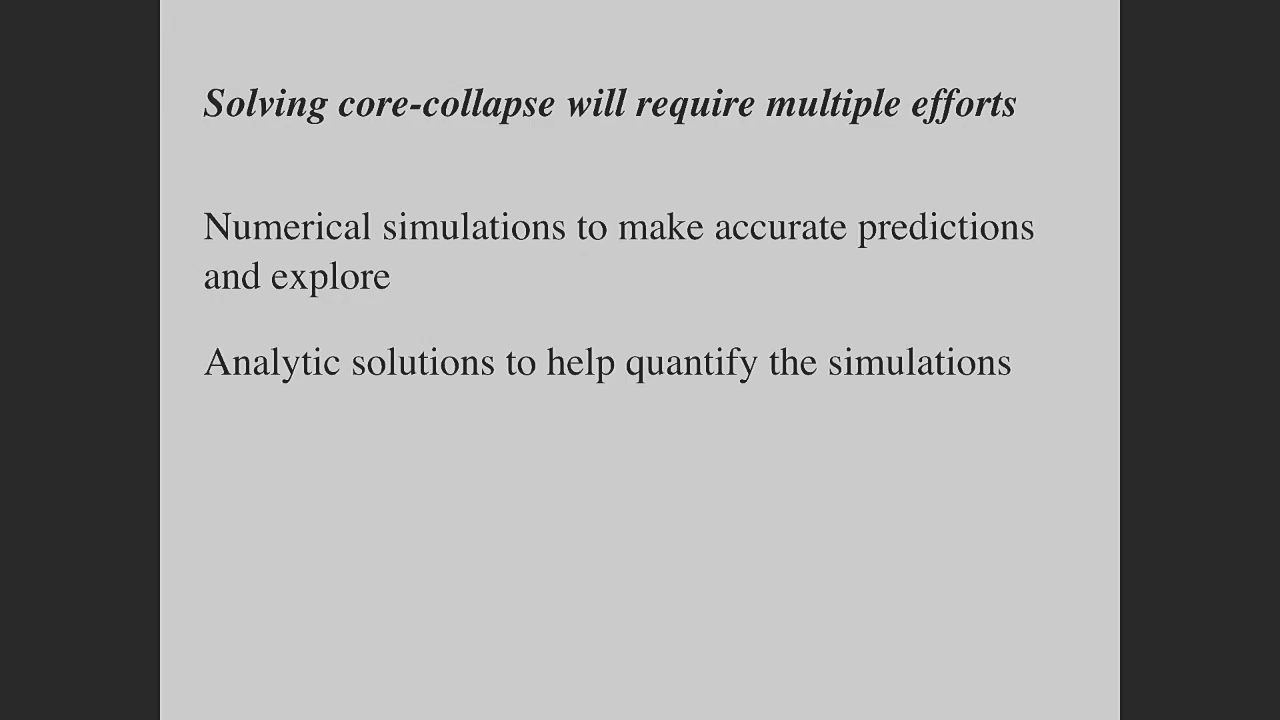 Solving core-collapse will require multiple efforts
Numerical simulations to make accurate predictions
and explore
Analytic solutions to help quantify the simulations